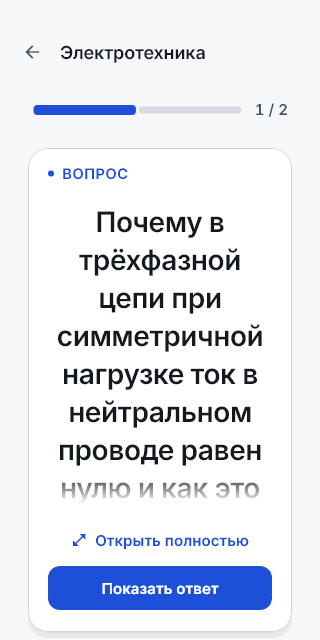 Электротехника
1 / 2
ВОПРОС
Почему в
трёхфазной
цепи при
симметричной
нагрузке ток в
нейтральном
проводе равен
нулю и как это
Открыть полностью
Показать ответ